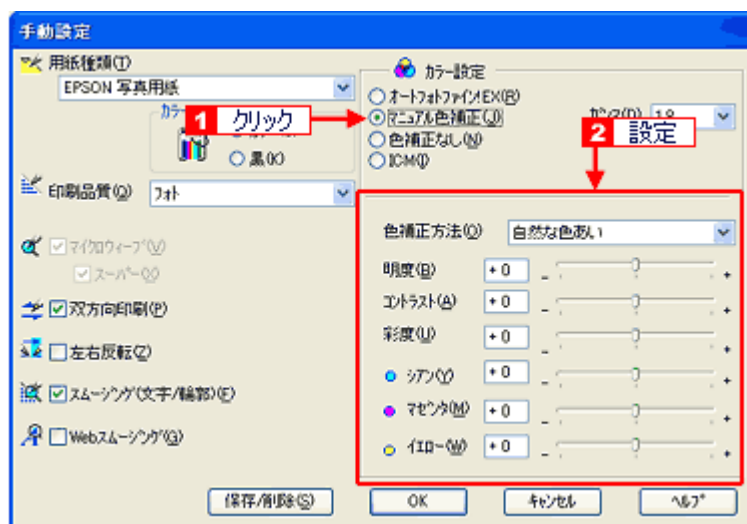 手動設定
用紙種類(T)
EPSON 写真用紙
カラー
黒(K)
印刷品質(Q)
フォト
マイクロウィーブ(V)
スーパー(X)
双方向印刷(P)
左右反転(Z)
スムージング(文字/輪郭)(E)
Webスムージング(G)
カラー設定
オートフォトファイン!EX(R)
マニュアル色補正(J)
色補正なし(N)
ICM(I)
ガンマ(D) 1.8
1 クリック
2 設定
色補正方法(O) 自然な色あい
明度(B) +0 - +
コントラスト(A) +0 - +
彩度(U) +0 - +
シアン(Y) +0 - +
マゼンタ(M) +0 - +
イエロー(W) +0 - +
保存/削除(S)
OK
キャンセル
ヘルプ